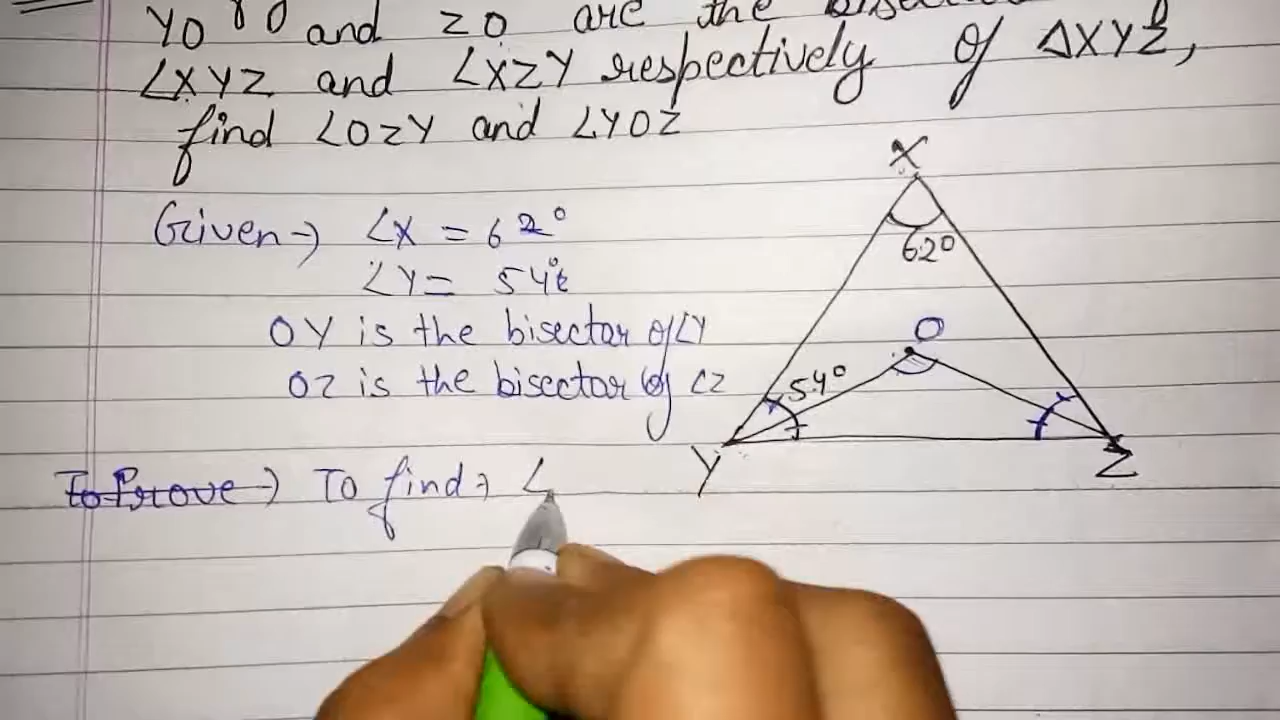 YO and ZO are the
∠XYZ and ∠XZY respectively of ΔXYZ,
find ∠OZY and ∠YOZ
Given → ∠X = 62°
∠Y = 54°
OY is the bisector of ∠Y
OZ is the bisector of ∠Z
To Prove → To find → ∠
X
62°
O
54°
Y
Z